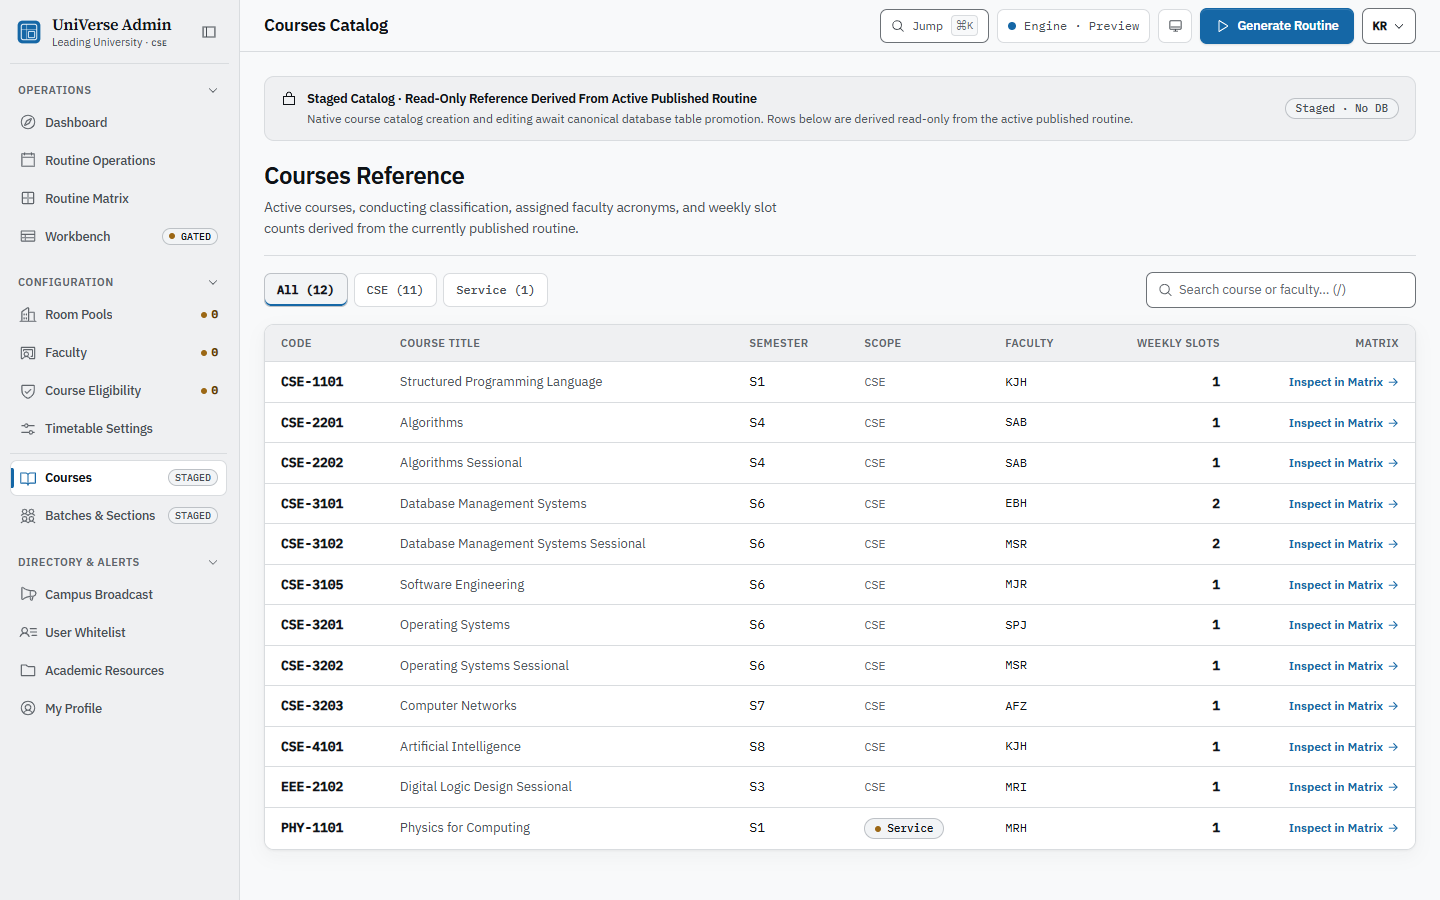 UniVerse Admin
Leading University · CSE
OPERATIONS
Dashboard
Routine Operations
Routine Matrix
Workbench GATED
CONFIGURATION
Room Pools 0
Faculty 0
Course Eligibility 0
Timetable Settings
Courses STAGED
Batches & Sections STAGED
DIRECTORY & ALERTS
Campus Broadcast
User Whitelist
Academic Resources
My Profile
Courses Catalog
Jump ⌘K
Engine · Preview
Generate Routine
KR
Staged Catalog · Read-Only Reference Derived From Active Published Routine
Native course catalog creation and editing await canonical database table promotion. Rows below are derived read-only from the active published routine.
Staged · No DB
Courses Reference
Active courses, conducting classification, assigned faculty acronyms, and weekly slot
counts derived from the currently published routine.
All (12) CSE (11) Service (1)
Search course or faculty... (/)
CODE COURSE TITLE SEMESTER SCOPE FACULTY WEEKLY SLOTS MATRIX
CSE-1101 Structured Programming Language S1 CSE KJH 1 Inspect in Matrix →
CSE-2201 Algorithms S4 CSE SAB 1 Inspect in Matrix →
CSE-2202 Algorithms Sessional S4 CSE SAB 1 Inspect in Matrix →
CSE-3101 Database Management Systems S6 CSE EBH 2 Inspect in Matrix →
CSE-3102 Database Management Systems Sessional S6 CSE MSR 2 Inspect in Matrix →
CSE-3105 Software Engineering S6 CSE MJR 1 Inspect in Matrix →
CSE-3201 Operating Systems S6 CSE SPJ 1 Inspect in Matrix →
CSE-3202 Operating Systems Sessional S6 CSE MSR 1 Inspect in Matrix →
CSE-3203 Computer Networks S7 CSE AFZ 1 Inspect in Matrix →
CSE-4101 Artificial Intelligence S8 CSE KJH 1 Inspect in Matrix →
EEE-2102 Digital Logic Design Sessional S3 CSE MRI 1 Inspect in Matrix →
PHY-1101 Physics for Computing S1 Service MRH 1 Inspect in Matrix →